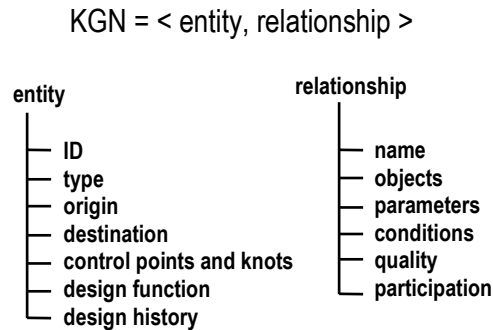 KGN = < entity, relationship >
entity
ID
type
origin
destination
control points and knots
design function
design history
relationship
name
objects
parameters
conditions
quality
participation